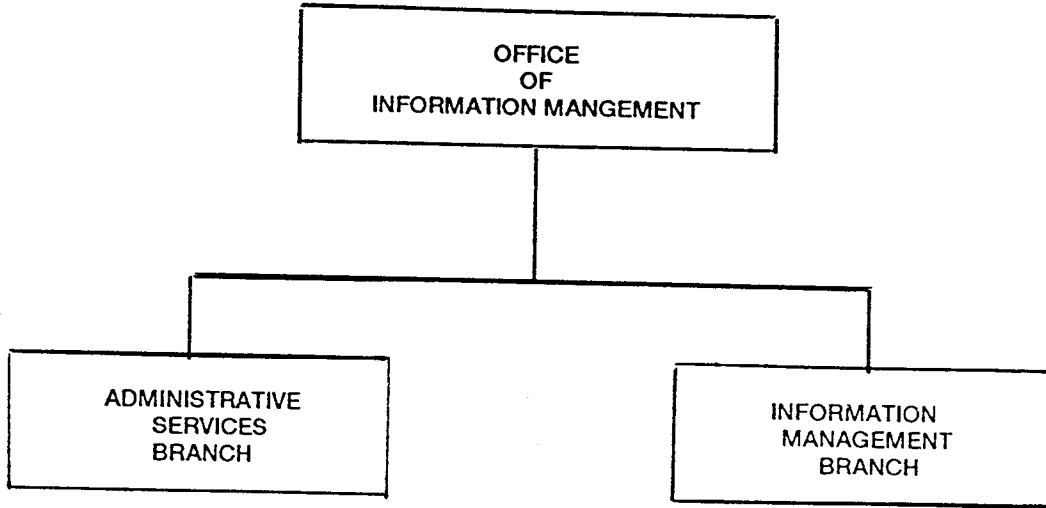 OFFICE
OF
INFORMATION MANGEMENT
ADMINISTRATIVE
SERVICES
BRANCH
INFORMATION
MANAGEMENT
BRANCH